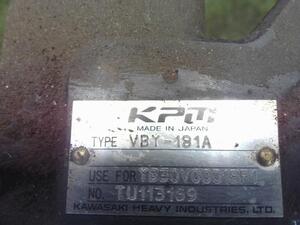 KPM
MADE IN JAPAN
TYPE VBY-181A
USE FOR
NO. TU113169
KAWASAKI HEAVY INDUSTRIES, LTD.